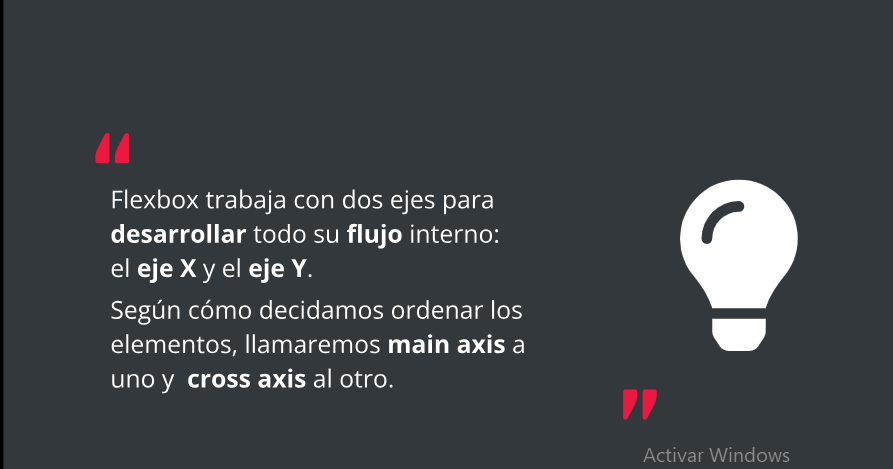 “
Flexbox trabaja con dos ejes para
desarrollar todo su flujo interno:
el eje X y el eje Y.
Según cómo decidamos ordenar los
elementos, llamaremos main axis a
uno y  cross axis al otro.
”
Activar Windows